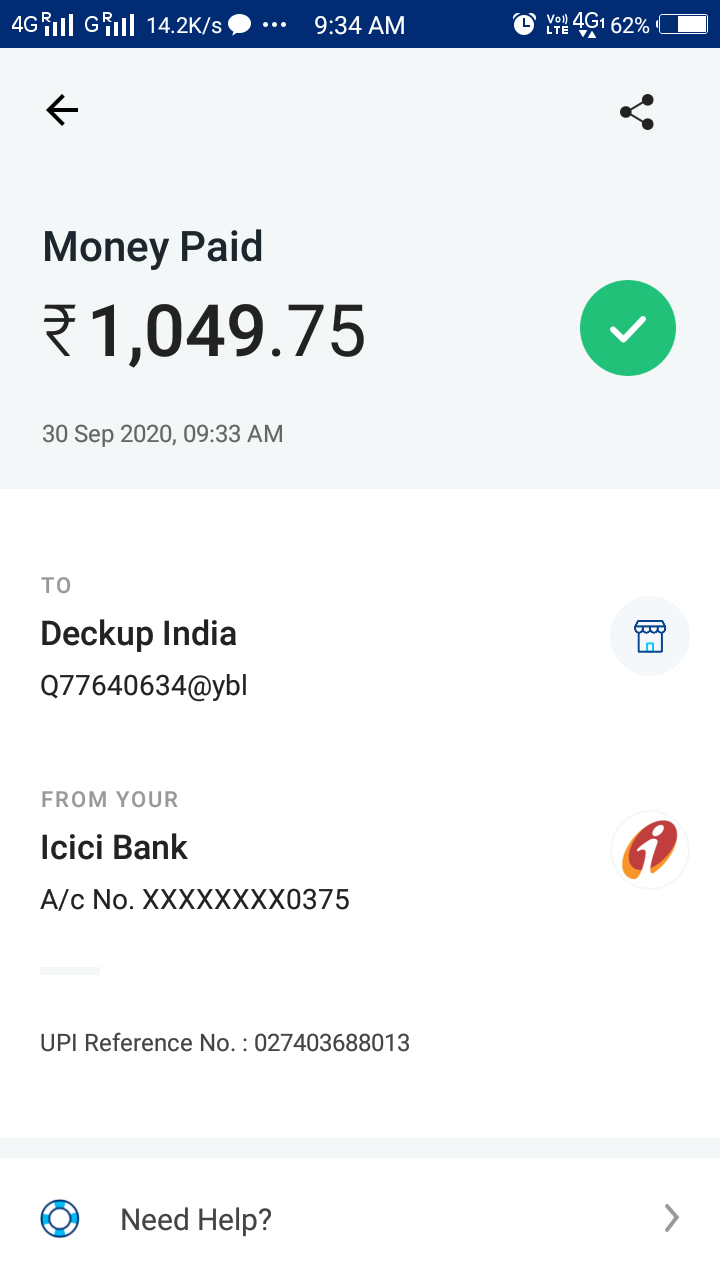 4G R G R 14.2K/s ... 9:34 AM Vo)) LTE 4G1 62%
Money Paid
₹1,049.75
30 Sep 2020, 09:33 AM
TO
Deckup India
Q77640634@ybl
FROM YOUR
Icici Bank
A/c No. XXXXXXXX0375
UPI Reference No. : 027403688013
Need Help?